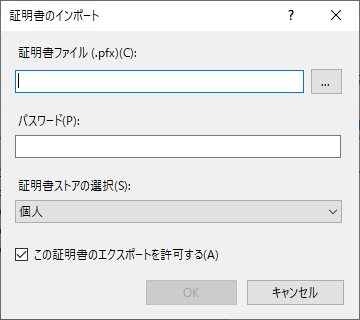 証明書のインポート
?
証明書ファイル (.pfx)(C):
...
パスワード(P):
証明書ストアの選択(S):
個人
この証明書のエクスポートを許可する(A)
OK キャンセル